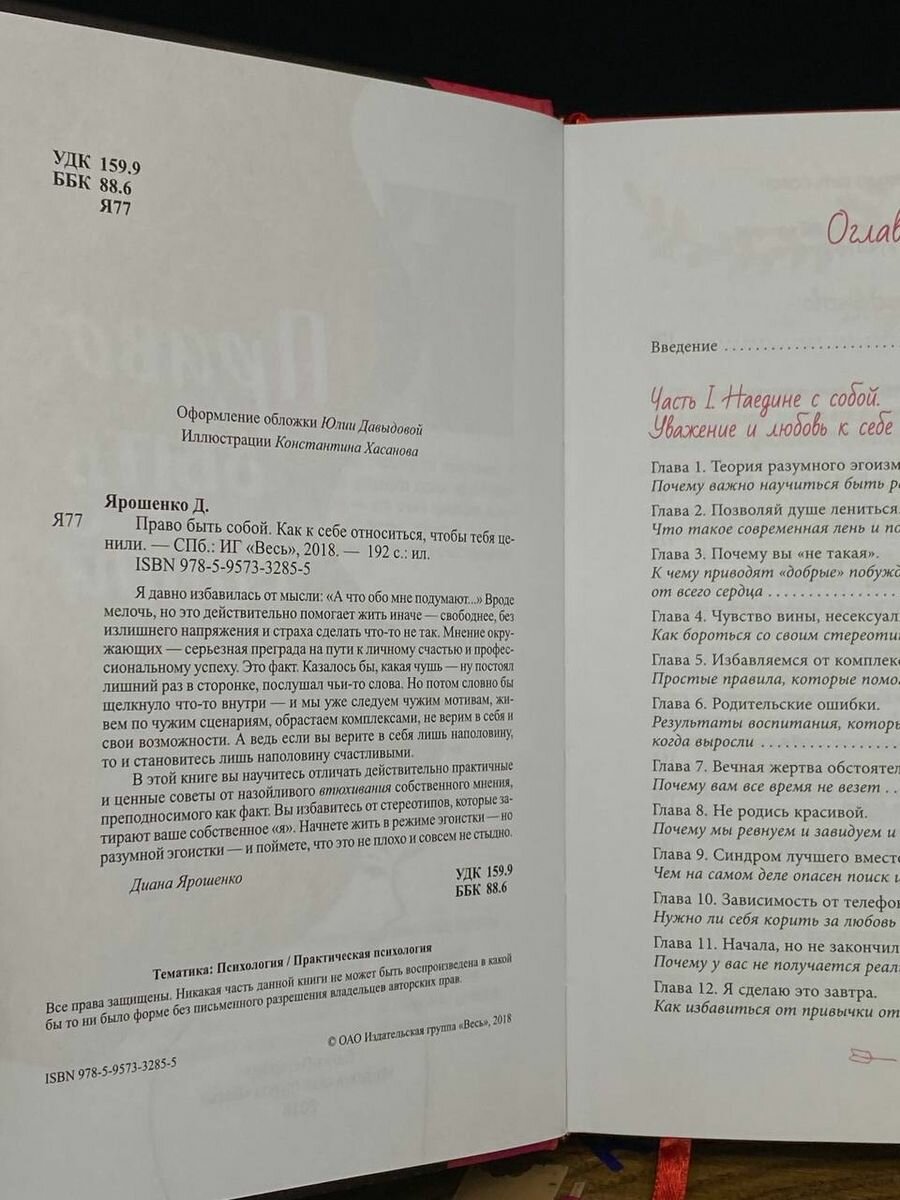 УДК 159.9
ББК 88.6
Я77
Оформление обложки Юлии Давыдовой
Иллюстрации Константина Хасанова
Ярошенко Д.
Я77
Право быть собой. Как к себе относиться, чтобы тебя це-
нили. — СПб.: ИГ «Весь», 2018. — 192 с.: ил.
ISBN 978-5-9573-3285-5
Я давно избавилась от мысли: «А что обо мне подумают...» Вроде
мелочь, но это действительно помогает жить иначе — свободнее, без
излишнего напряжения и страха сделать что-то не так. Мнение окру-
жающих — серьезная преграда на пути к личному счастью и профес-
сиональному успеху. Это факт. Казалось бы, какая чушь — ну постоял
лишний раз в сторонке, послушал чьи-то слова. Но потом словно бы
щелкнуло что-то внутри — и мы уже следуем чужим мотивам, жи-
вем по чужим сценариям, обрастаем комплексами, не верим в себя и
свои возможности. А ведь если вы верите в себя лишь наполовину,
то и становитесь лишь наполовину счастливыми.
В этой книге вы научитесь отличать действительно практичные
и ценные советы от назойливого втюхивания собственного мнения,
преподносимого как факт. Вы избавитесь от стереотипов, которые за-
тирают ваше собственное «я». Начнете жить в режиме эгоистки — но
разумной эгоистки — и поймете, что это не плохо и совсем не стыдно.
Диана Ярошенко
УДК 159.9
ББК 88.6
Тематика: Психология / Практическая психология
Все права защищены. Никакая часть данной книги не может быть воспроизведена в какой
бы то ни было форме без письменного разрешения владельцев авторских прав.
© ОАО Издательская группа «Весь», 2018
ISBN 978-5-9573-3285-5
Оглав
Введение
Часть I. Наедине с собой.
Уважение и любовь к себе
Глава 1. Теория разумного эгоизм
Почему важно научиться быть р
Глава 2. Позволяй душе лениться.
Что такое современная лень и по
Глава 3. Почему вы «не такая».
К чему приводят «добрые» побужд
от всего сердца
Глава 4. Чувство вины, несексуал
Как бороться со своим стереотип
Глава 5. Избавляемся от комплекс
Простые правила, которые помо
Глава 6. Родительские ошибки.
Результаты воспитания, котор
когда выросли
Глава 7. Вечная жертва обстоятел
Почему вам все время не везет
Глава 8. Не родись красивой.
Почему мы ревнуем и завидуем и
Глава 9. Синдром лучшего вместо
Чем на самом деле опасен поиск и
Глава 10. Зависимость от телефон
Нужно ли себя корить за любовь
Глава 11. Начала, но не закончил
Почему у вас не получается реал
Глава 12. Я сделаю это завтра.
Как избавиться от привычки от